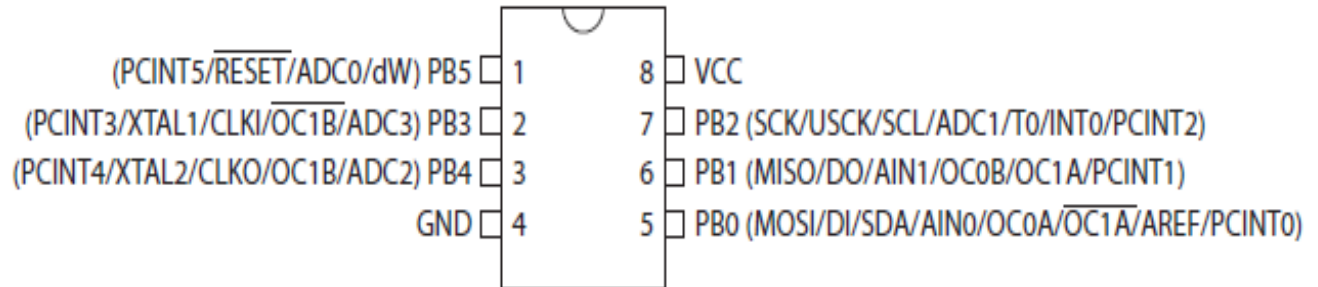 (PCINT5/RESET/ADC0/dW) PB5 1 8 VCC
(PCINT3/XTAL1/CLKI/OC1B/ADC3) PB3 2 7 PB2 (SCK/USCK/SCL/ADC1/T0/INT0/PCINT2)
(PCINT4/XTAL2/CLKO/OC1B/ADC2) PB4 3 6 PB1 (MISO/DO/AIN1/OC0B/OC1A/PCINT1)
GND 4 5 PB0 (MOSI/DI/SDA/AIN0/OC0A/OC1A/AREF/PCINT0)